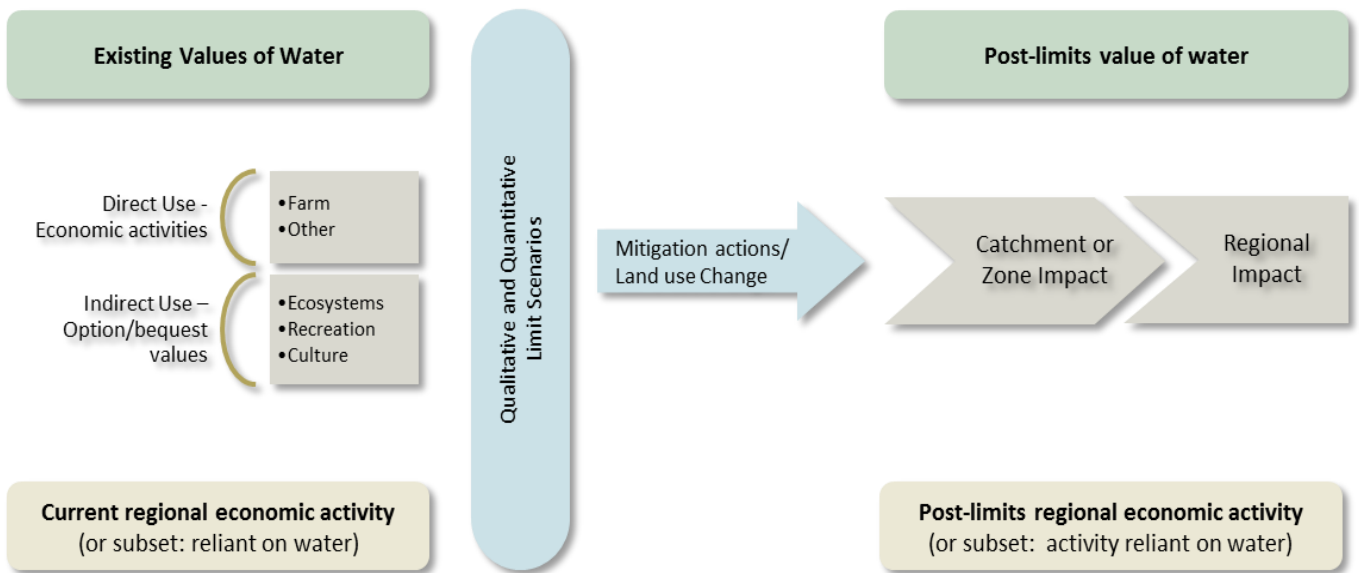 Existing Values of Water
Post-limits value of water
Direct Use -
Economic activities
•Farm
•Other
Indirect Use –
Option/bequest
values
•Ecosystems
•Recreation
•Culture
Qualitative and Quantitative
Limit Scenarios
Mitigation actions/
Land use Change
Catchment or
Zone Impact
Regional
Impact
Current regional economic activity
(or subset: reliant on water)
Post-limits regional economic activity
(or subset:  activity reliant on water)